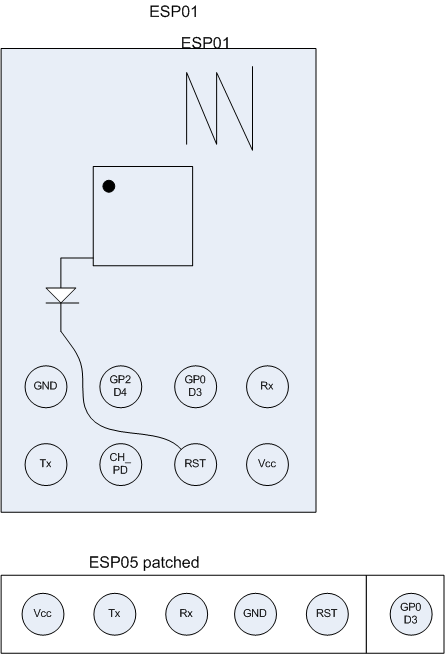 ESP01
ESP01
GND
GP2
D4
GP0
D3
Rx
Tx
CH_
PD
RST
Vcc
ESP05 patched
Vcc
Tx
Rx
GND
RST
GP0
D3